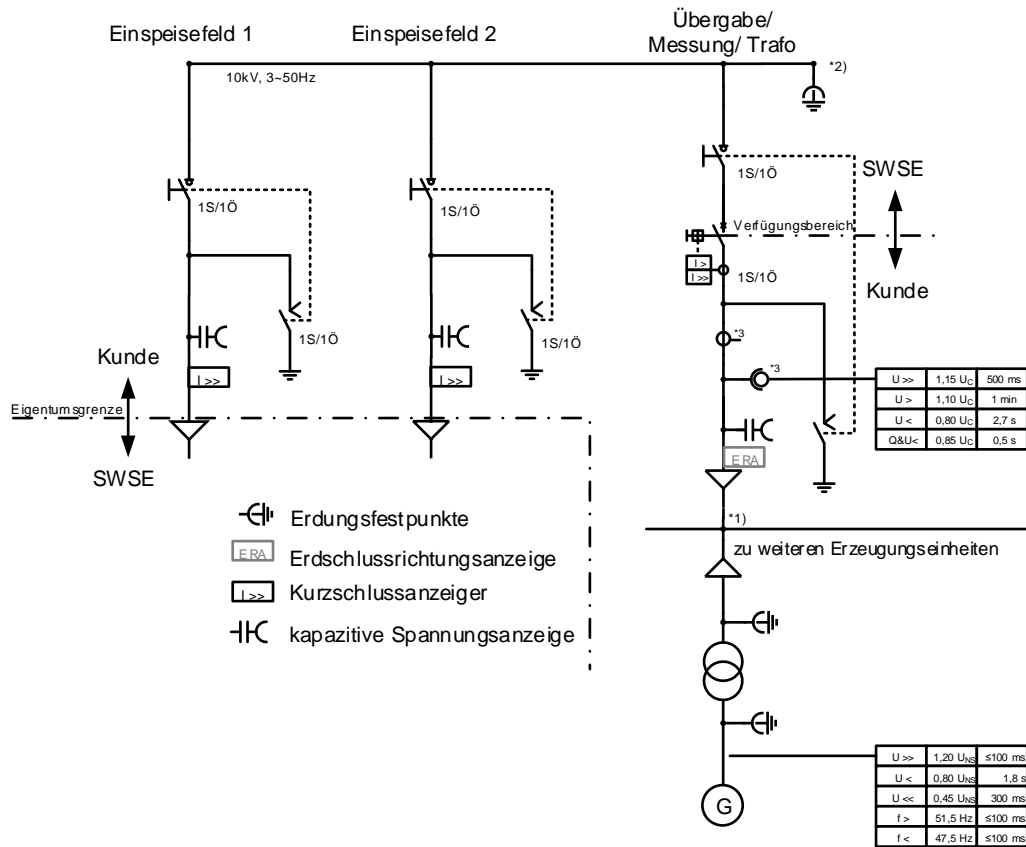 Einspeisefeld 1
Einspeisefeld 2
Übergabe/
Messung/ Trafo
10kV, 3~50Hz
*2)
1S/1Ö
1S/1Ö
1S/1Ö
SWSE
Verfügungsbereich
I >
I >>
1S/1Ö
Kunde
1S/1Ö
1S/1Ö
*3
*3
Kunde
I >>
I >>
U >> 1,15 UC 500 ms
U > 1,10 UC 1 min
U < 0,80 UC 2,7 s
Q&U< 0,85 UC 0,5 s
Eigentumsgrenze
SWSE
ERA
*1)
zu weiteren Erzeugungseinheiten
Erdungsfestpunkte
ERA Erdschlussrichtungsanzeige
I >> Kurzschlussanzeiger
kapazitive Spannungsanzeige
G
U >> 1,20 UNS ≤100 ms
U < 0,80 UNS 1,8 s
U << 0,45 UNS 300 ms
f > 51,5 Hz ≤100 ms
f < 47,5 Hz ≤100 ms